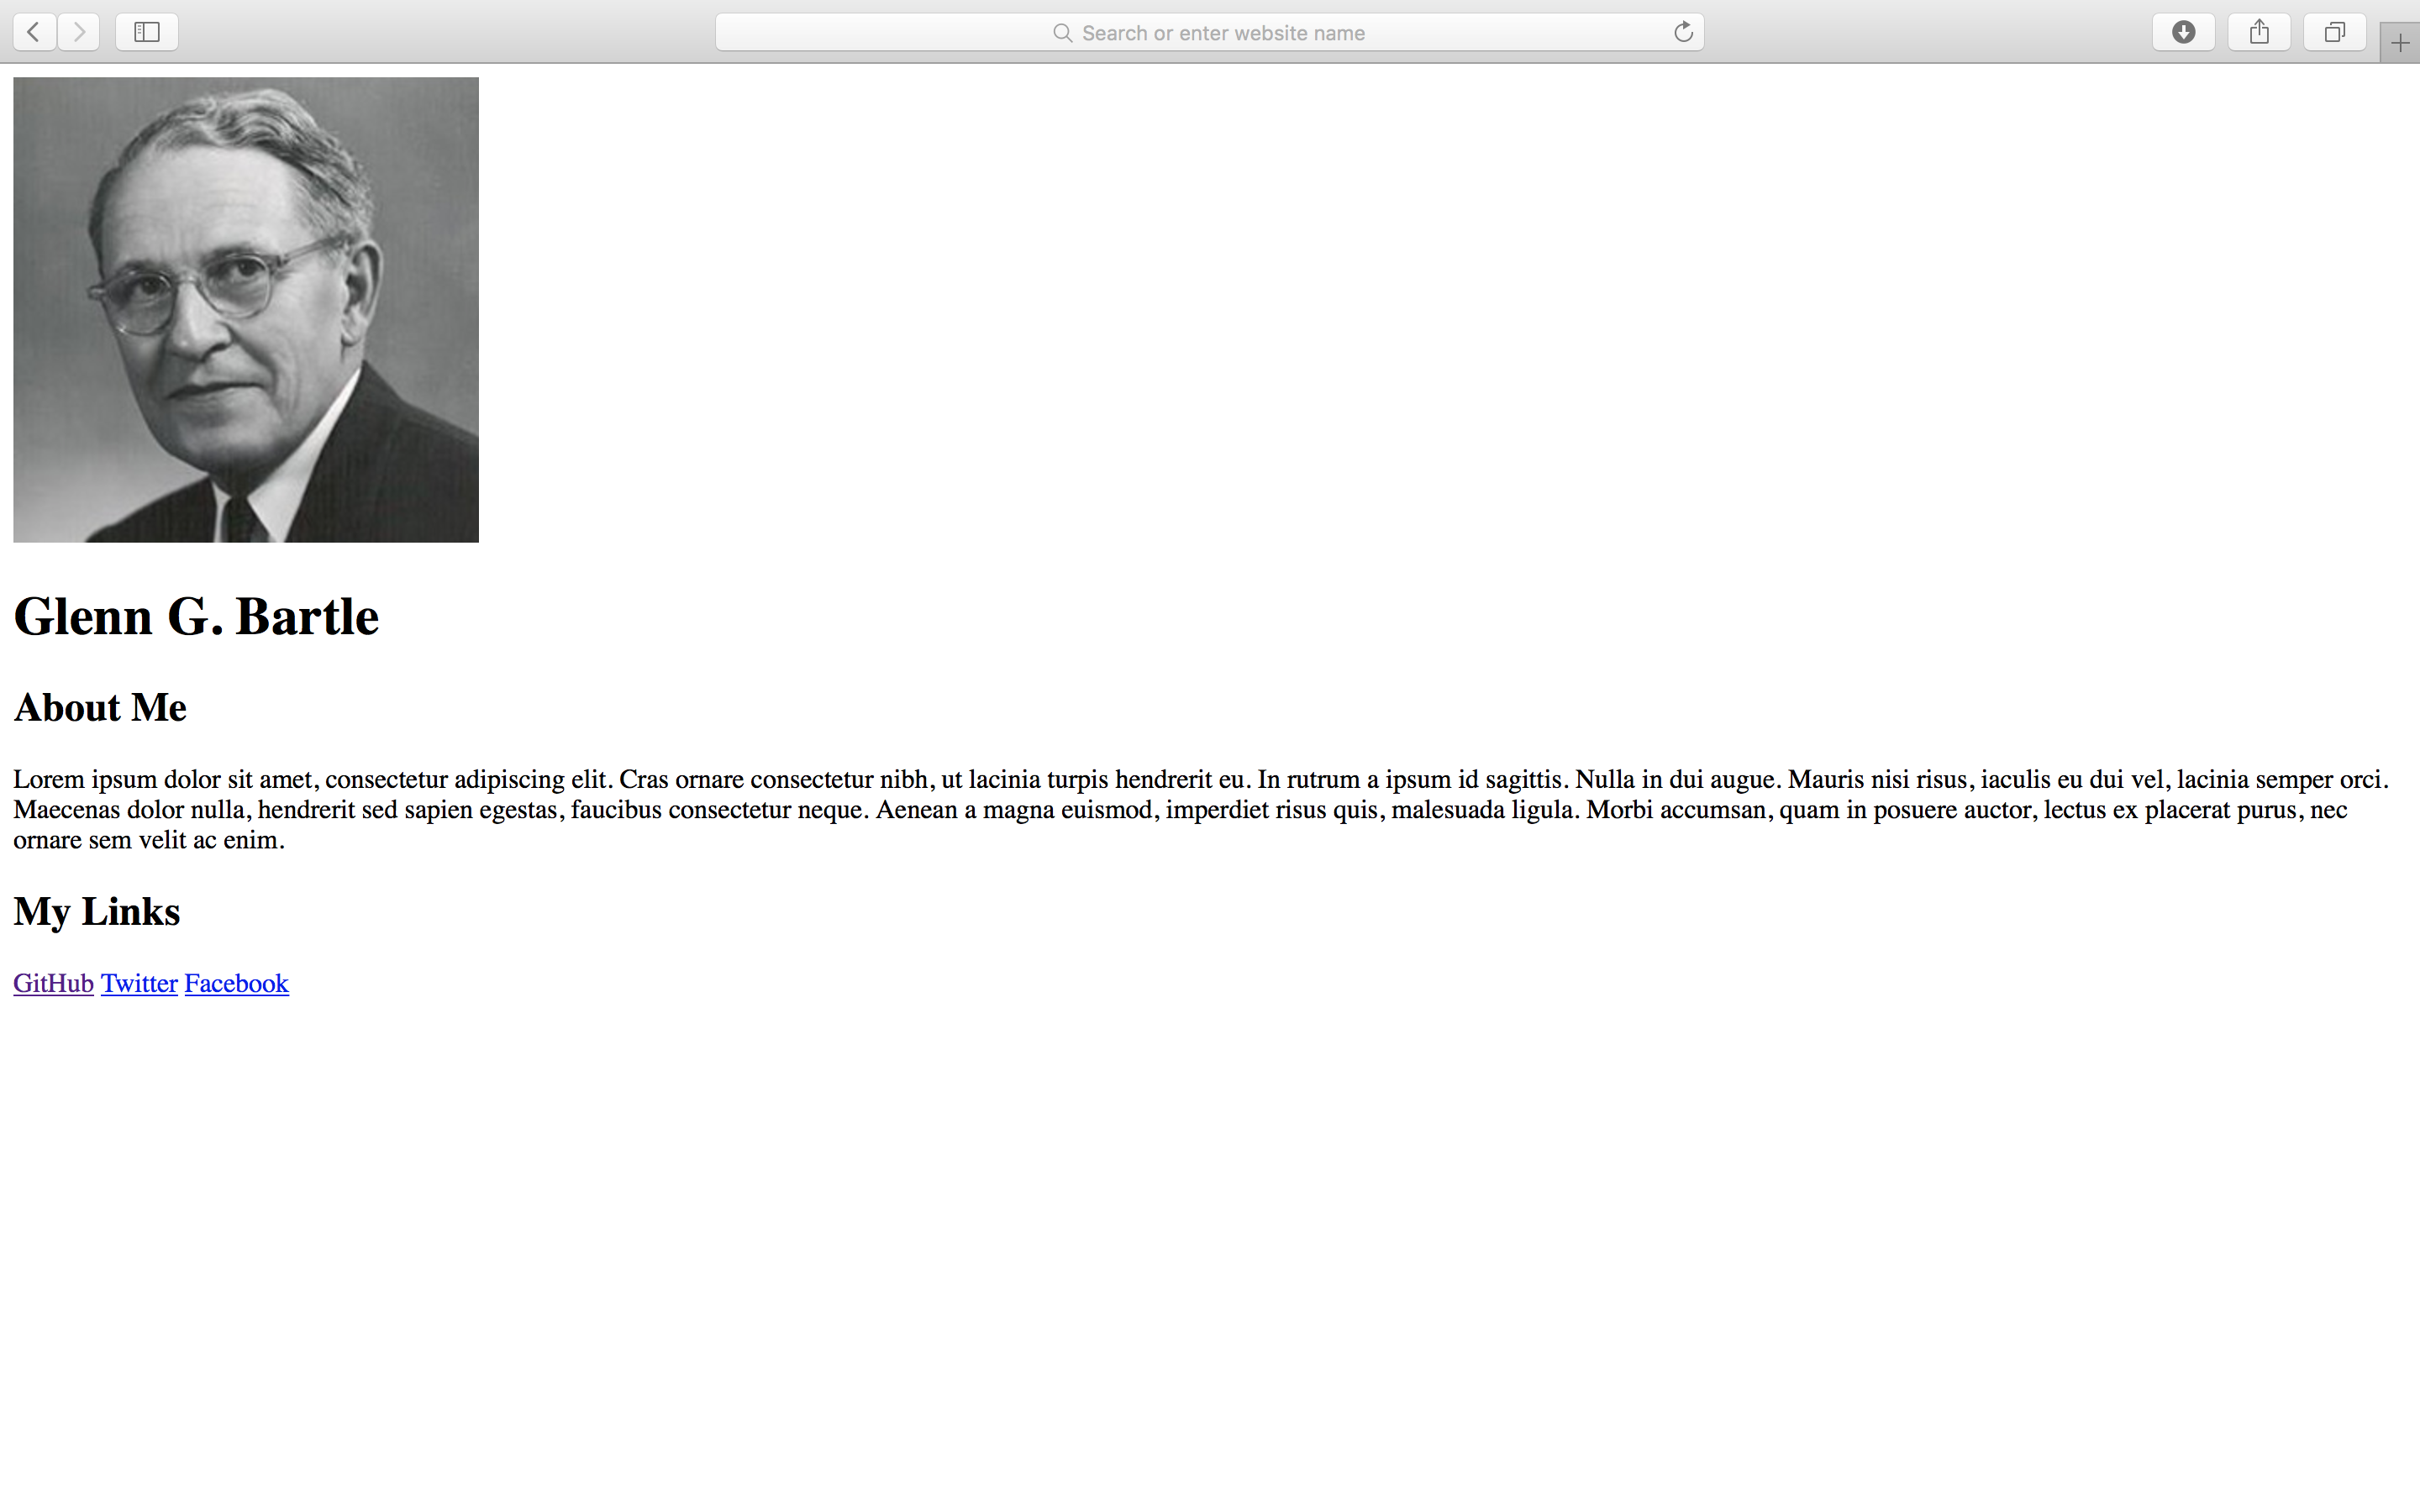 Search or enter website name
Glenn G. Bartle
About Me
Lorem ipsum dolor sit amet, consectetur adipiscing elit. Cras ornare consectetur nibh, ut lacinia turpis hendrerit eu. In rutrum a ipsum id sagittis. Nulla in dui augue. Mauris nisi risus, iaculis eu dui vel, lacinia semper orci.
Maecenas dolor nulla, hendrerit sed sapien egestas, faucibus consectetur neque. Aenean a magna euismod, imperdiet risus quis, malesuada ligula. Morbi accumsan, quam in posuere auctor, lectus ex placerat purus, nec
ornare sem velit ac enim.
My Links
GitHub Twitter Facebook